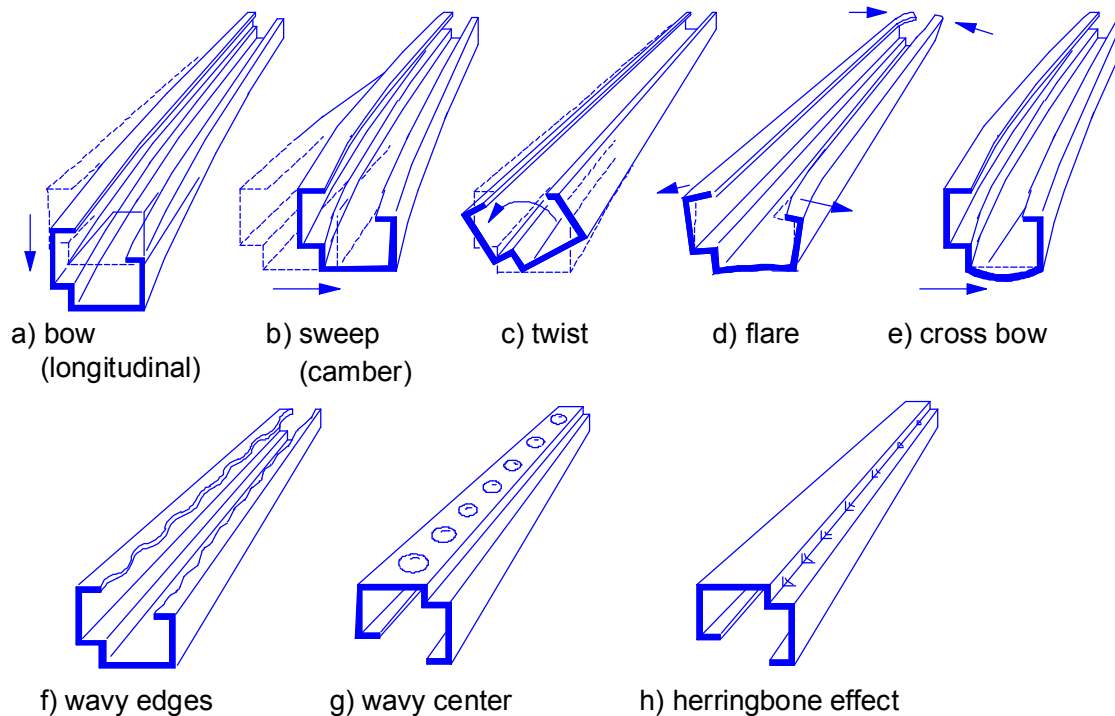 a) bow
(longitudinal)
b) sweep
(camber)
c) twist
d) flare
e) cross bow
f) wavy edges
g) wavy center
h) herringbone effect